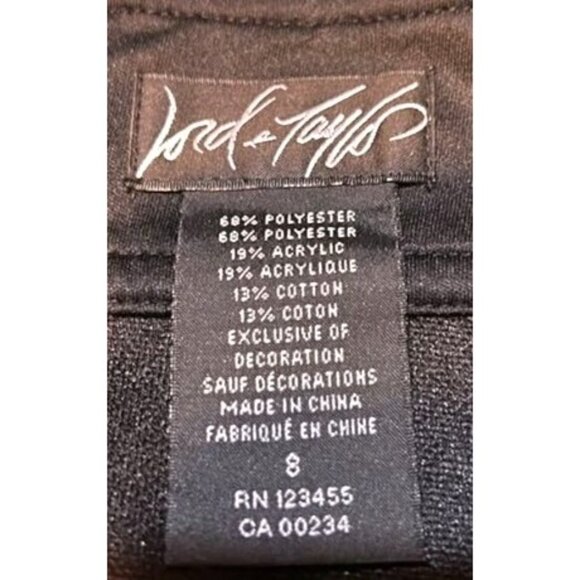 Lord & Taylor
68% POLYESTER
68% POLYESTER
19% ACRYLIC
19% ACRYLIQUE
13% COTTON
13% COTON
EXCLUSIVE OF
DECORATION
SAUF DÉCORATIONS
MADE IN CHINA
FABRIQUÉ EN CHINE
8
RN 123455
CA 00234